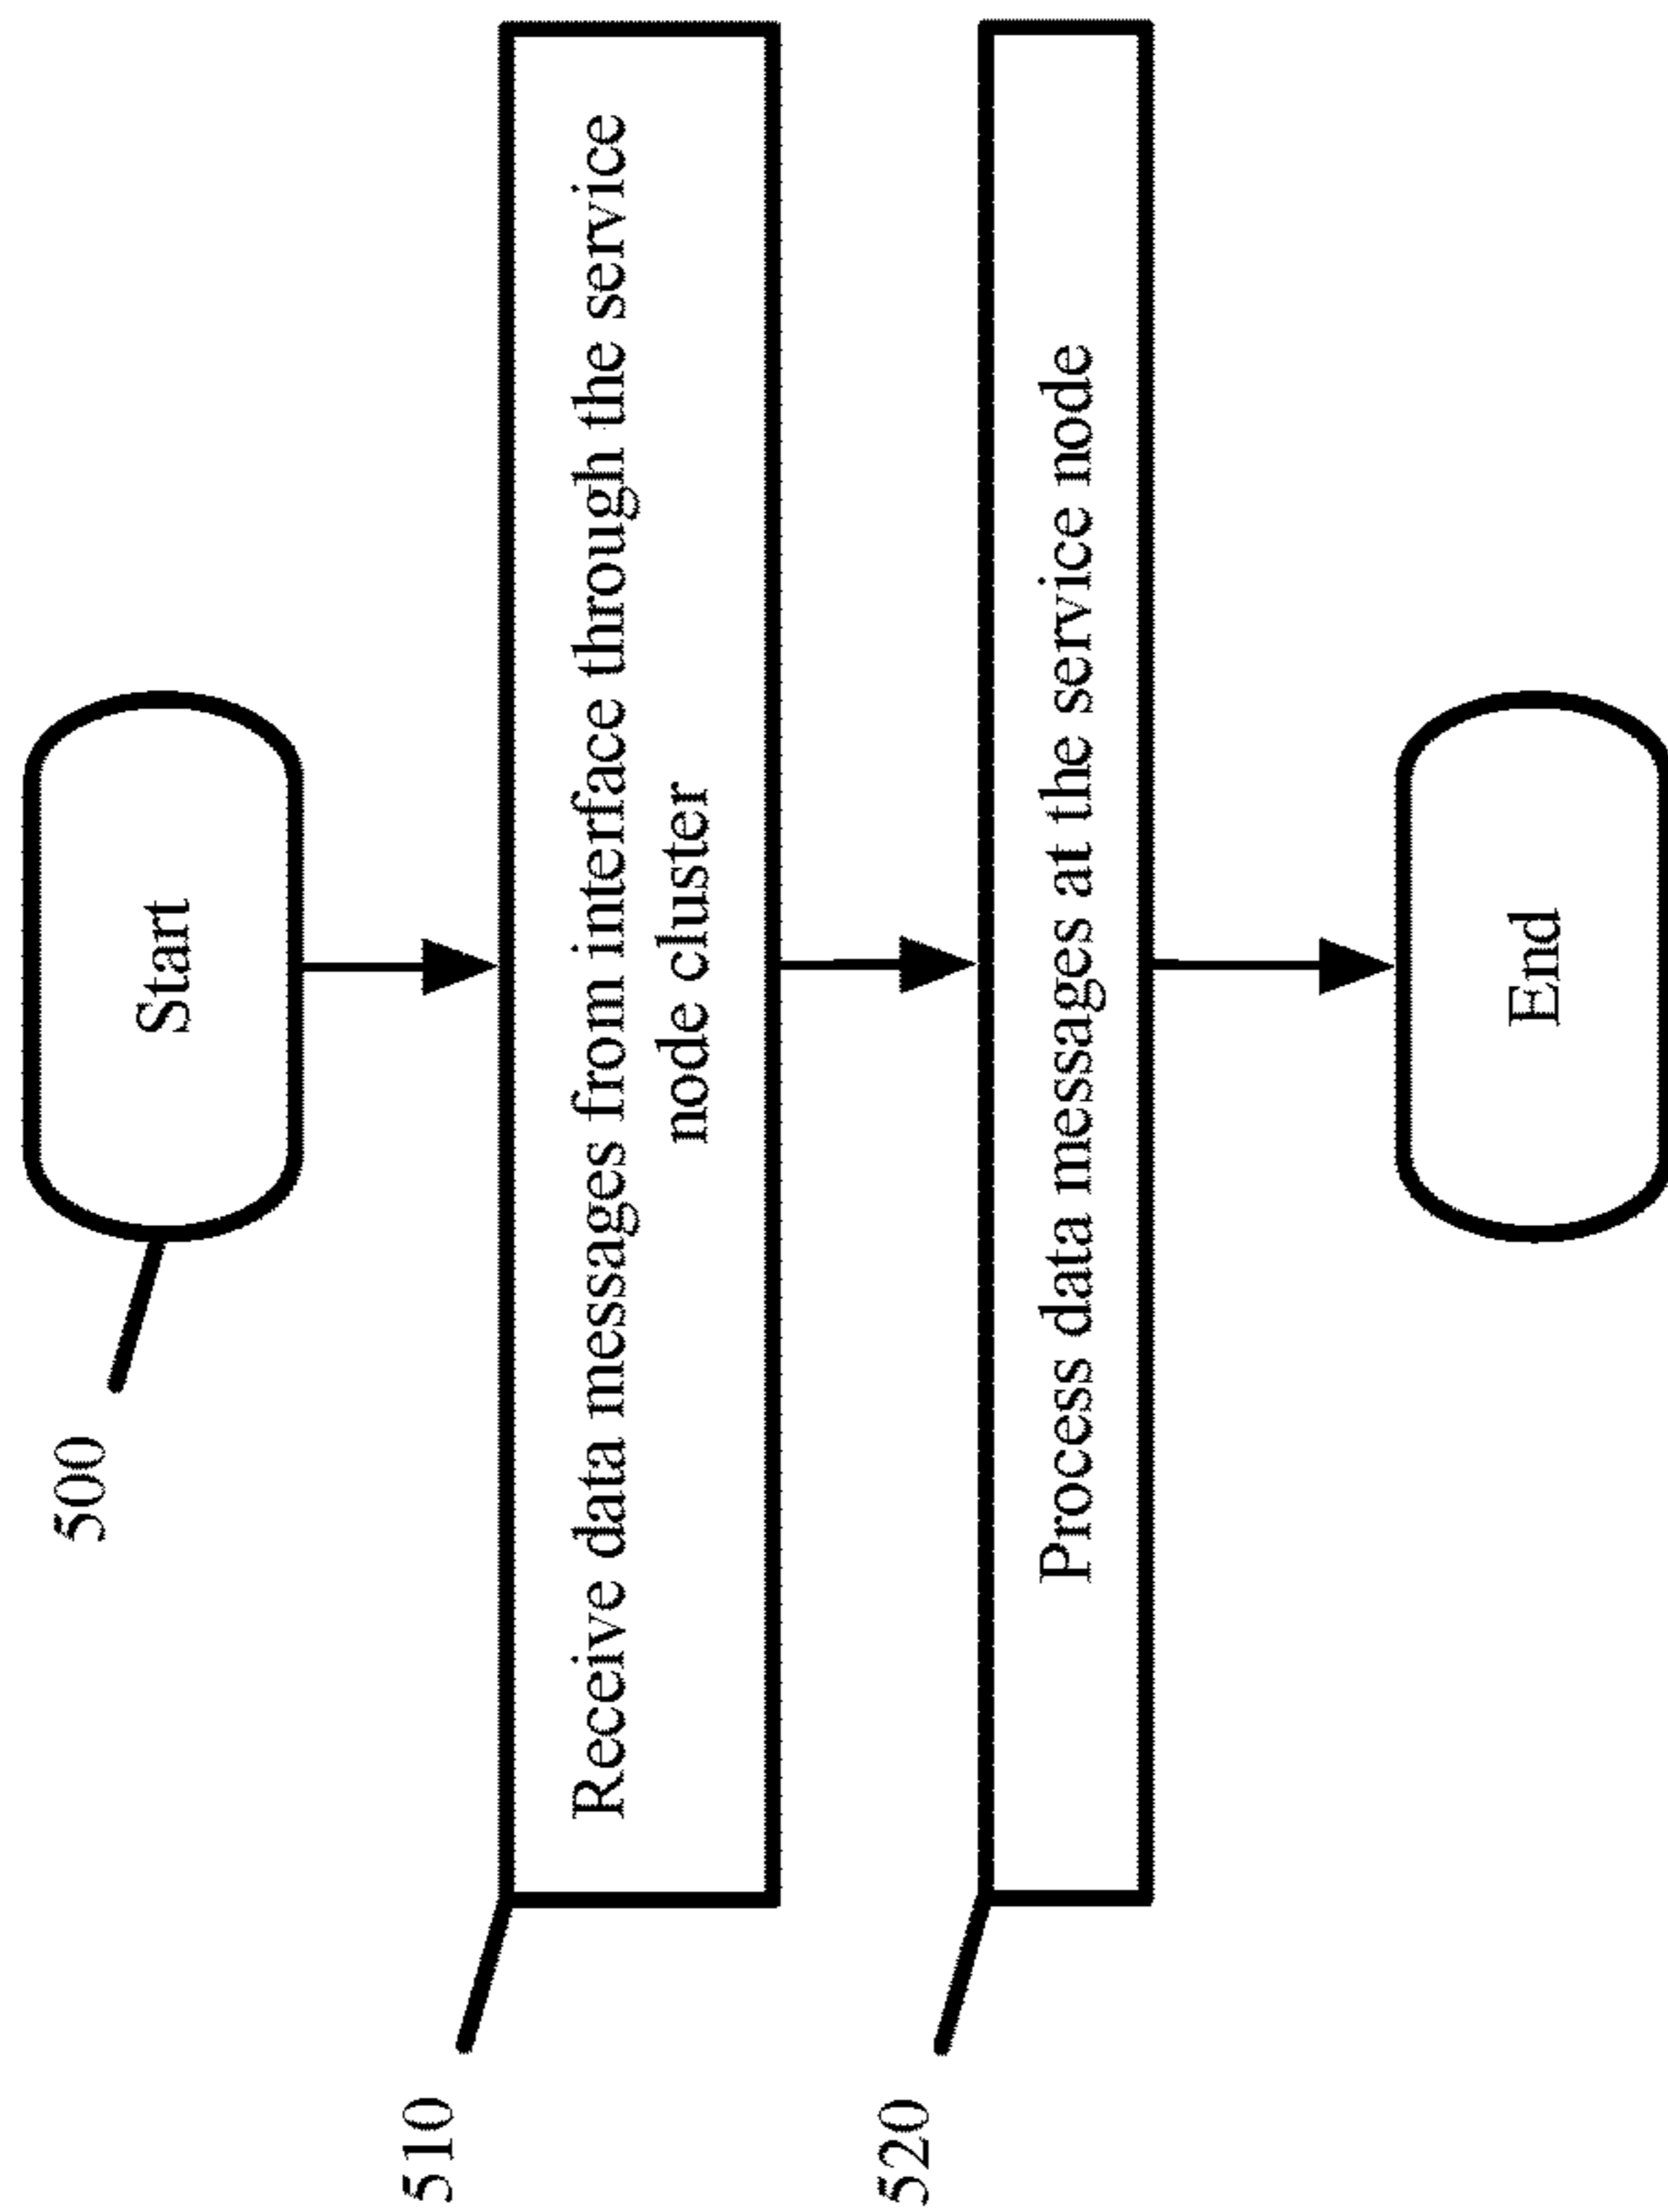 500
Start
510
Receive data messages from interface through the service
node cluster
520
Process data messages at the service node
End